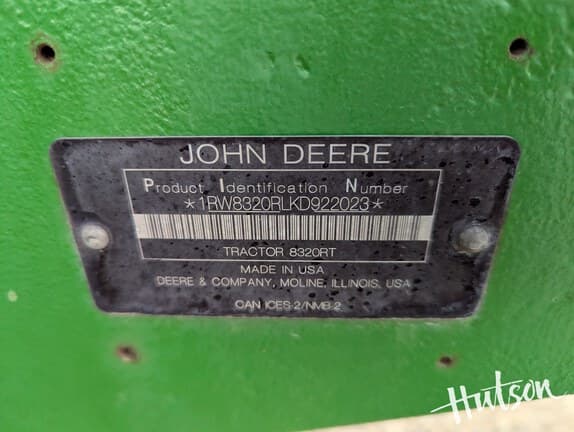 JOHN DEERE
Product Identification Number
*1RW8320RLKD922023*
TRACTOR 8320RT
MADE IN USA
DEERE & COMPANY, MOLINE, ILLINOIS, USA
CAN ICES-2/NMB-2
Hutson